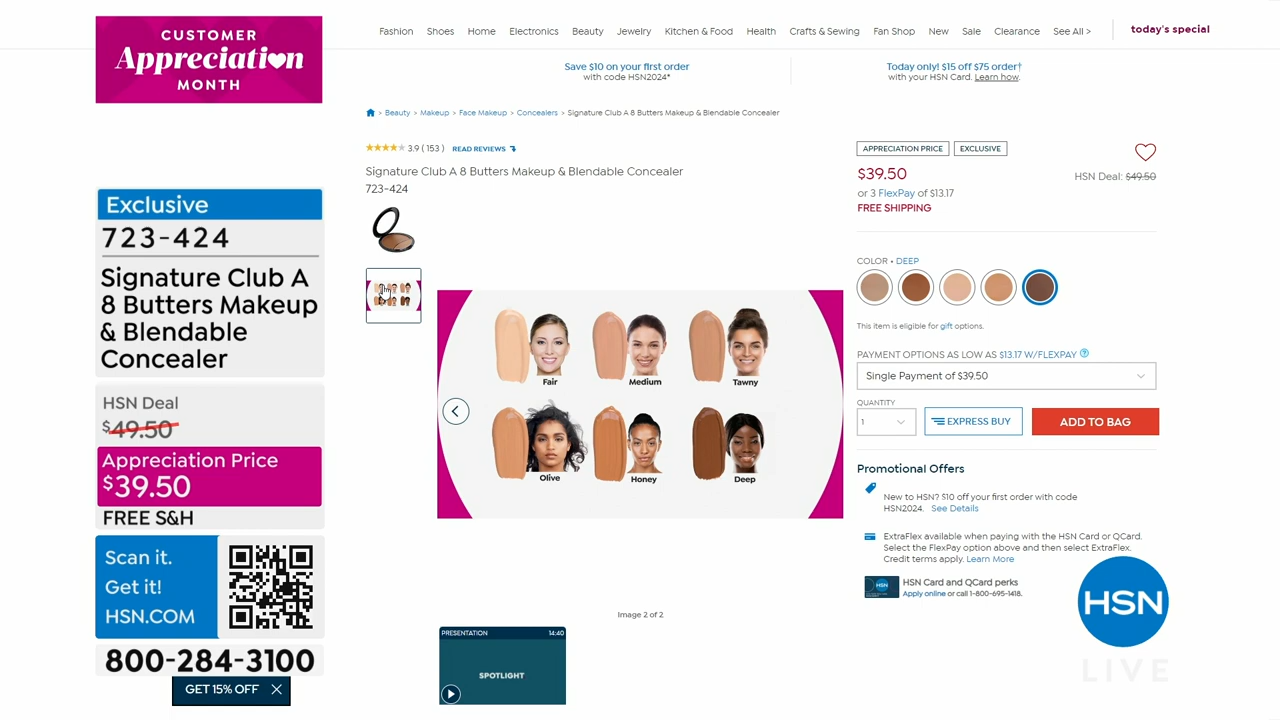 CUSTOMER
Appreciation
MONTH
Fashion Shoes Home Electronics Beauty Jewelry Kitchen & Food Health Crafts & Sewing Fan Shop New Sale Clearance See All > today's special
Save $10 on your first order
with code HSN2024*
Today only! $15 off $75 order†
with your HSN Card. Learn how.
> Beauty > Makeup > Face Makeup > Concealers > Signature Club A 8 Butters Makeup & Blendable Concealer
3.9 ( 153 ) READ REVIEWS
Signature Club A 8 Butters Makeup & Blendable Concealer
723-424
APPRECIATION PRICE EXCLUSIVE
$39.50
HSN Deal: $49.50
or 3 FlexPay of $13.17
FREE SHIPPING
COLOR • DEEP
This item is eligible for gift options.
PAYMENT OPTIONS AS LOW AS $13.17 W/FLEXPAY ?
Single Payment of $39.50
QUANTITY
1
EXPRESS BUY
ADD TO BAG
Promotional Offers
New to HSN? $10 off your first order with code
HSN2024. See Details
ExtraFlex available when paying with the HSN Card or QCard.
Select the FlexPay option above and then select ExtraFlex.
Credit terms apply. Learn More
HSN
HSN Card and QCard perks
Apply online or call 1-800-695-1418.
Exclusive
723-424
Signature Club A
8 Butters Makeup
& Blendable
Concealer
HSN Deal
$49.50
Appreciation Price
$39.50
FREE S&H
Scan it.
Get it!
HSN.COM
800-284-3100
GET 15% OFF
Fair Medium Tawny
Olive Honey Deep
Image 2 of 2
PRESENTATION 14:40
SPOTLIGHT
HSN
LIVE